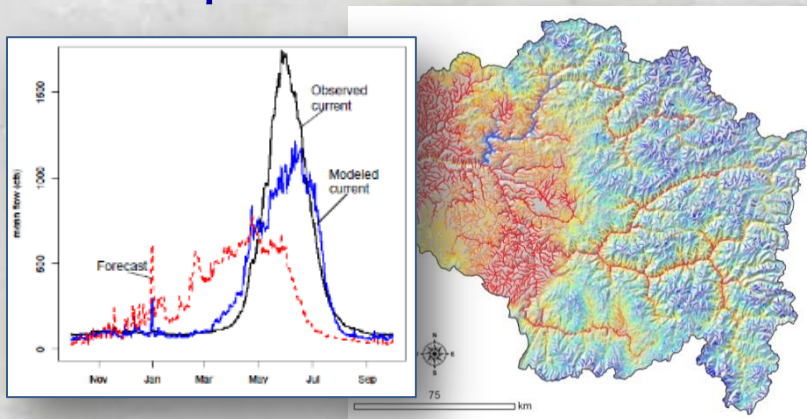 1500
1000
500
0
mean flow (cfs)
Observed
current
Modeled
current
Forecast
Nov
Jan
Mar
May
Jul
Sep
N
W
E
S
75
km